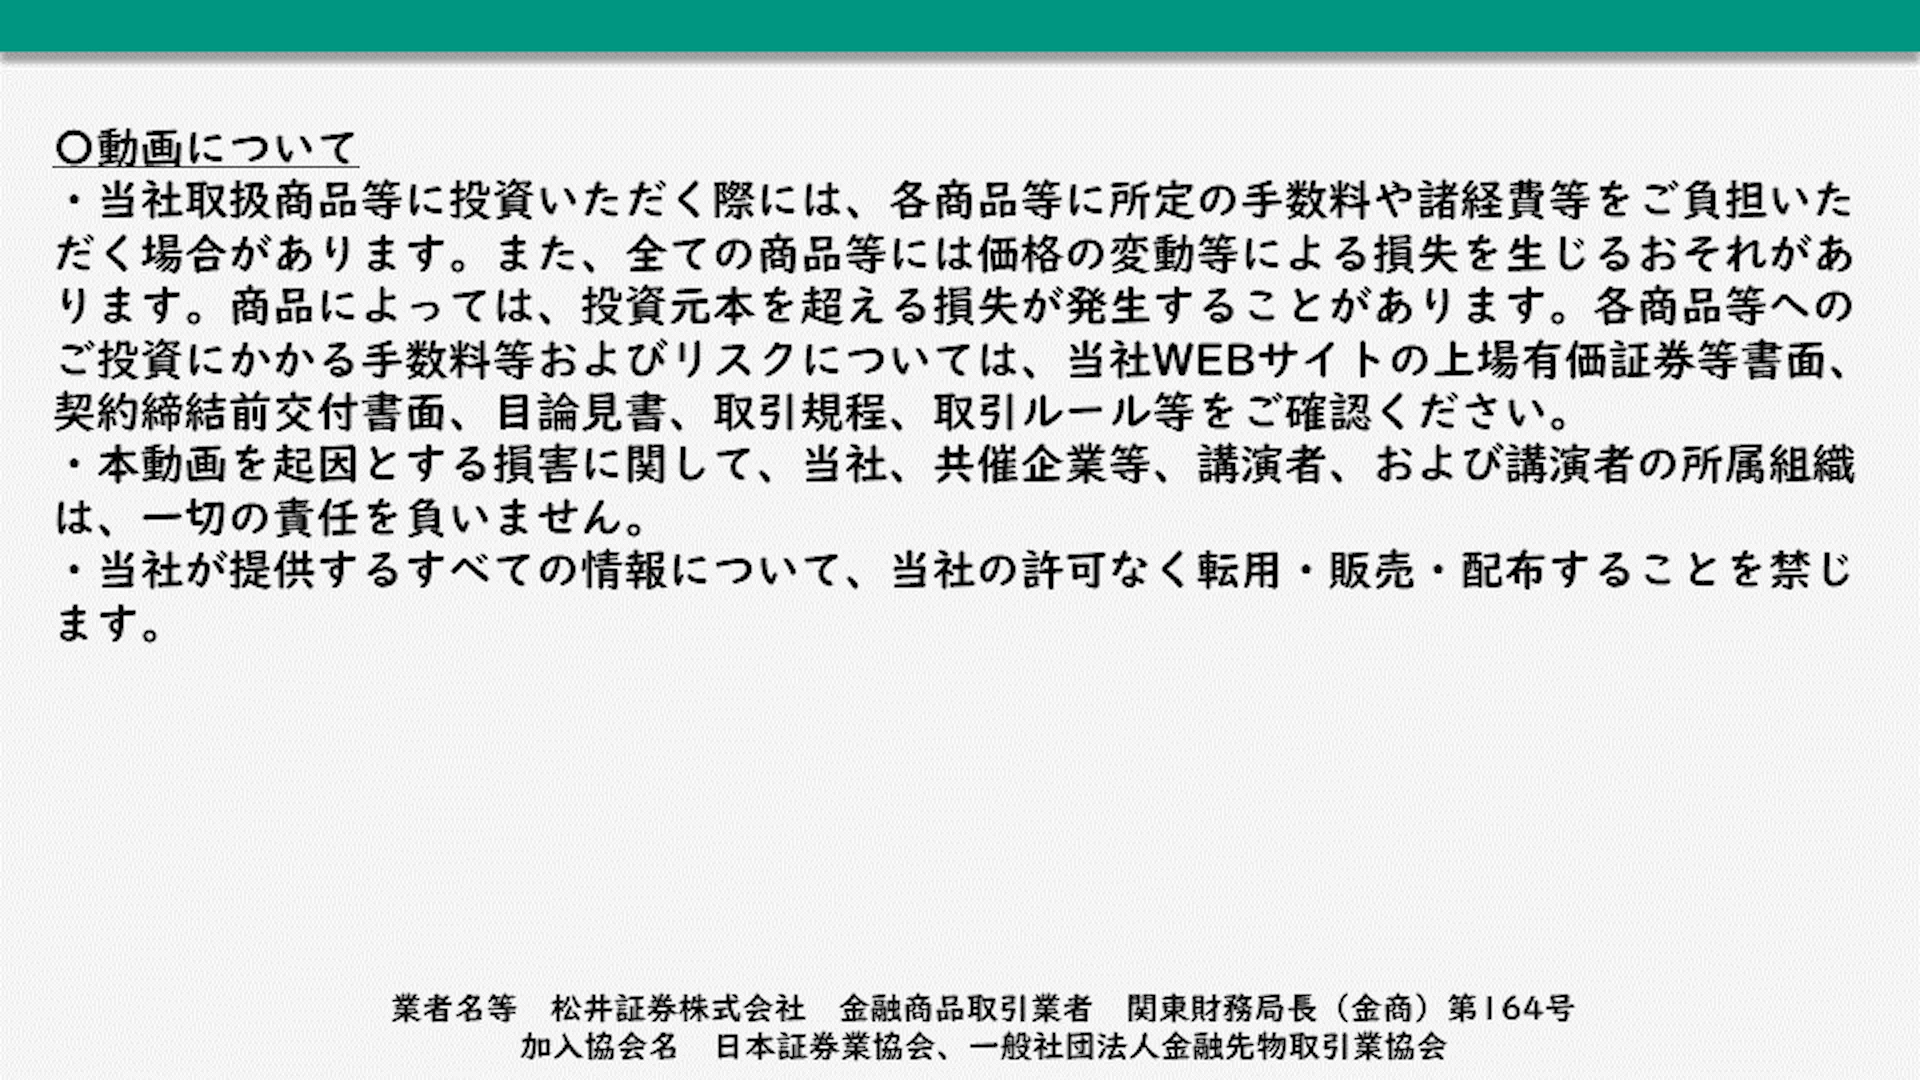 〇動画について
・当社取扱商品等に投資いただく際には、各商品等に所定の手数料や諸経費等をご負担いた
だく場合があります。また、全ての商品等には価格の変動等による損失を生じるおそれがあ
ります。商品によっては、投資元本を超える損失が発生することがあります。各商品等への
ご投資にかかる手数料等およびリスクについては、当社WEBサイトの上場有価証券等書面、
契約締結前交付書面、目論見書、取引規程、取引ルール等をご確認ください。
・本動画を起因とする損害に関して、当社、共催企業等、講演者、および講演者の所属組織
は、一切の責任を負いません。
・当社が提供するすべての情報について、当社の許可なく転用・販売・配布することを禁じ
ます。
業者名等　松井証券株式会社　金融商品取引業者　関東財務局長（金商）第164号
加入協会名　日本証券業協会、一般社団法人金融先物取引業協会